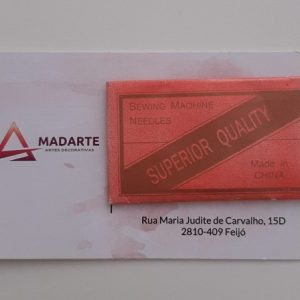 MADARTE
ARTES DECORATIVAS
SEWING MACHINE
NEEDLES
SUPERIOR QUALITY
Made in
CHINA
Rua Maria Judite de Carvalho, 15D
2810-409 Feijó